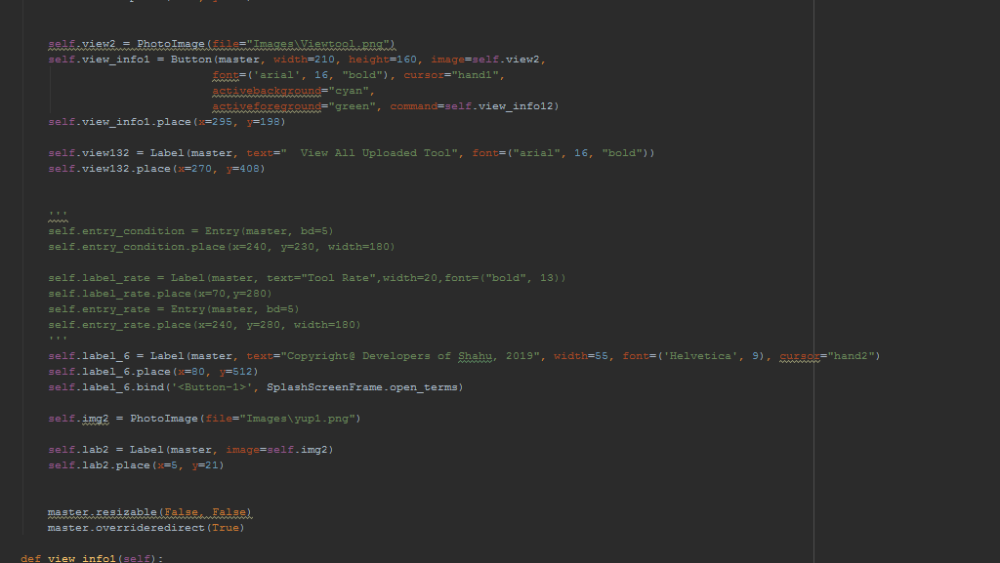 self.view2 = PhotoImage(file="Images\Viewtool.png")
self.view_info1 = Button(master, width=210, height=160, image=self.view2,
font=('arial', 16, "bold"), cursor="hand1",
activebackground="cyan",
activeforeground="green", command=self.view_info12)
self.view_info1.place(x=295, y=198)
self.view132 = Label(master, text="  View All Uploaded Tool", font=("arial", 16, "bold"))
self.view132.place(x=270, y=408)
'''
self.entry_condition = Entry(master, bd=5)
self.entry_condition.place(x=240, y=230, width=180)
self.label_rate = Label(master, text="Tool Rate",width=20,font=("bold", 13))
self.label_rate.place(x=70,y=280)
self.entry_rate = Entry(master, bd=5)
self.entry_rate.place(x=240, y=280, width=180)
'''
self.label_6 = Label(master, text="Copyright@ Developers of Shahu, 2019", width=55, font=('Helvetica', 9), cursor="hand2")
self.label_6.place(x=80, y=512)
self.label_6.bind('<Button-1>', SplashScreenFrame.open_terms)
self.img2 = PhotoImage(file="Images\yup1.png")
self.lab2 = Label(master, image=self.img2)
self.lab2.place(x=5, y=21)
master.resizable(False, False)
master.overrideredirect(True)
def view_info1(self):